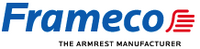 Frameco
THE ARMREST MANUFACTURER